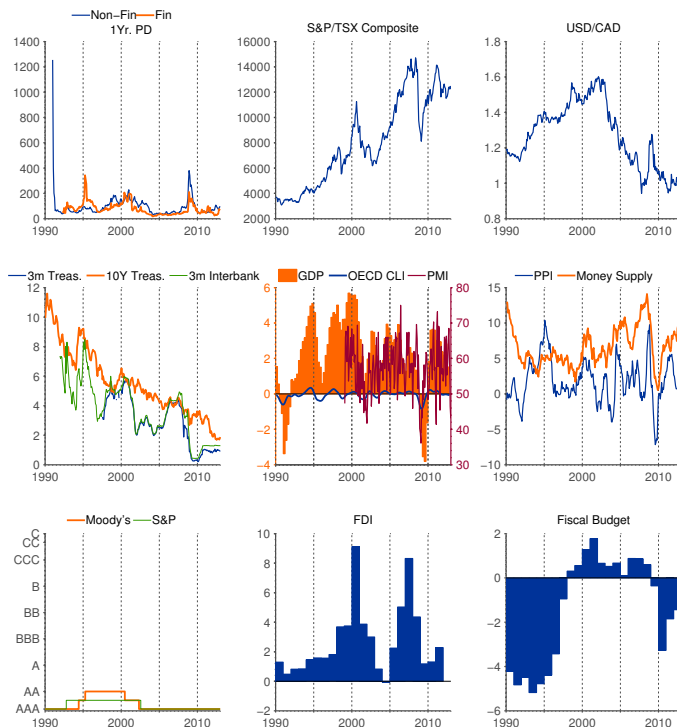 Non−Fin Fin
1Yr. PD
1400
1200
1000
800
600
400
200
0
1990 2000 2010
S&P/TSX Composite
14000
12000
10000
8000
6000
4000
2000
1990 2000 2010
USD/CAD
1.8
1.6
1.4
1.2
1
0.8
1990 2000 2010
3m Treas. 10Y Treas. 3m Interbank
12
10
8
6
4
2
0
1990 2000 2010
GDP OECD CLI PMI
6
4
2
0
−2
−4
80
70
60
50
40
30
1990 2000 2010
PPI Money Supply
15
10
5
0
−5
−10
1990 2000 2010
Moody's S&P
C
CC
CCC
B
BB
BBB
A
AA
AAA
1990 2000 2010
FDI
10
8
6
4
2
0
−2
1990 2000 2010
Fiscal Budget
2
0
−2
−4
−6
1990 2000 2010